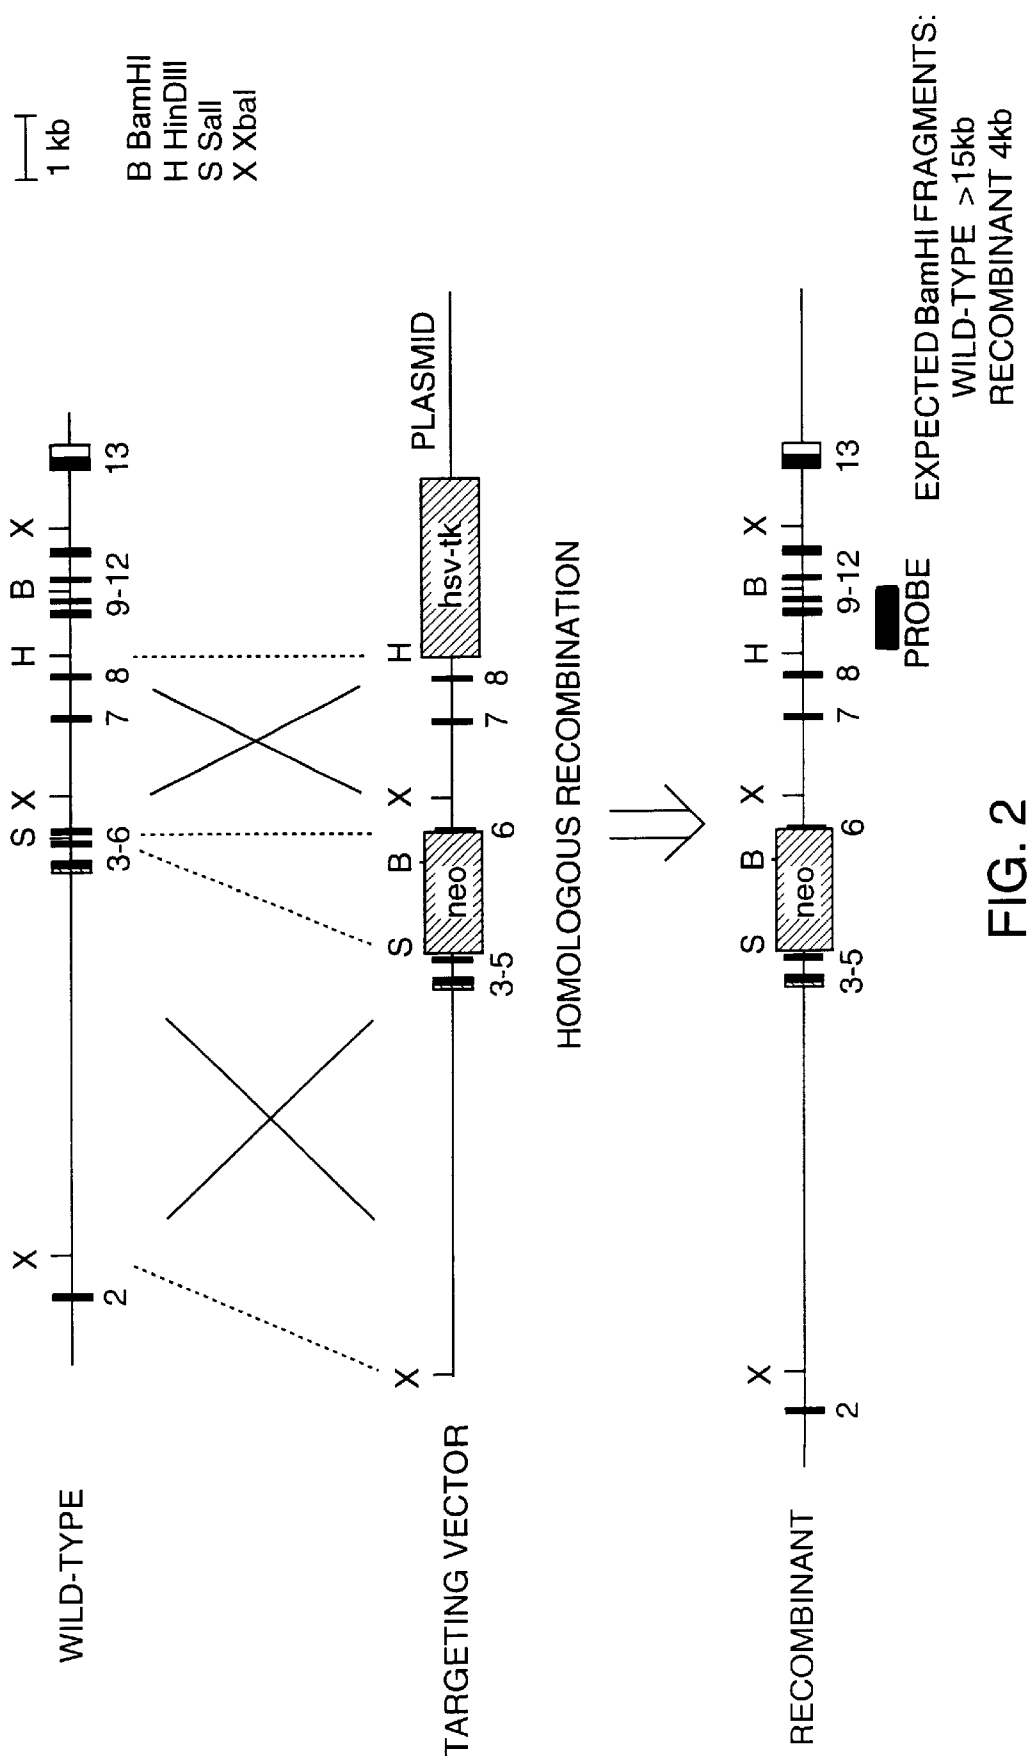 1 kb
B BamHI
H HinDIII
S SalI
X XbaI
WILD-TYPE
X S X H B X
2 3-6 7 8 9-12 13
TARGETING VECTOR
X S B X H PLASMID
neo hsv-tk
3-5 6 7 8
HOMOLOGOUS RECOMBINATION
RECOMBINANT
X S B X H B X
neo
2 3-5 6 7 8 9-12 13
PROBE
EXPECTED BamHI FRAGMENTS:
WILD-TYPE >15kb
RECOMBINANT 4kb
FIG. 2